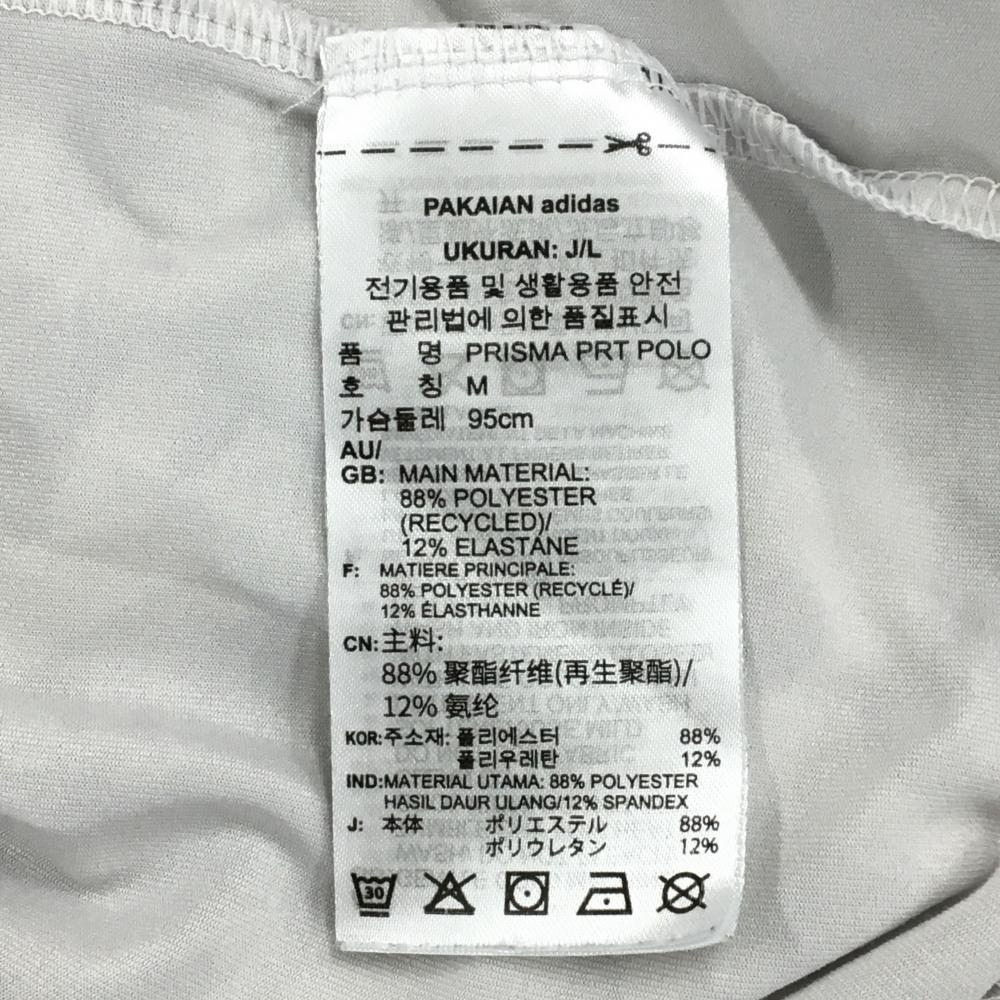 PAKAIAN adidas
UKURAN: J/L
전기용품 및 생활용품 안전
관리법에 의한 품질표시
품 명 PRISMA PRT POLO
호 칭 M
가슴둘레 95cm
AU/
GB: MAIN MATERIAL:
88% POLYESTER
(RECYCLED)/
12% ELASTANE
F: MATIERE PRINCIPALE:
88% POLYESTER (RECYCLÉ)/
12% ÉLASTHANNE
CN: 主料:
88% 聚酯纤维(再生聚酯)/
12% 氨纶
KOR: 주소재: 폴리에스터 88%
폴리우레탄 12%
IND: MATERIAL UTAMA: 88% POLYESTER
HASIL DAUR ULANG/12% SPANDEX
J: 本体 ポリエステル 88%
ポリウレタン 12%
30